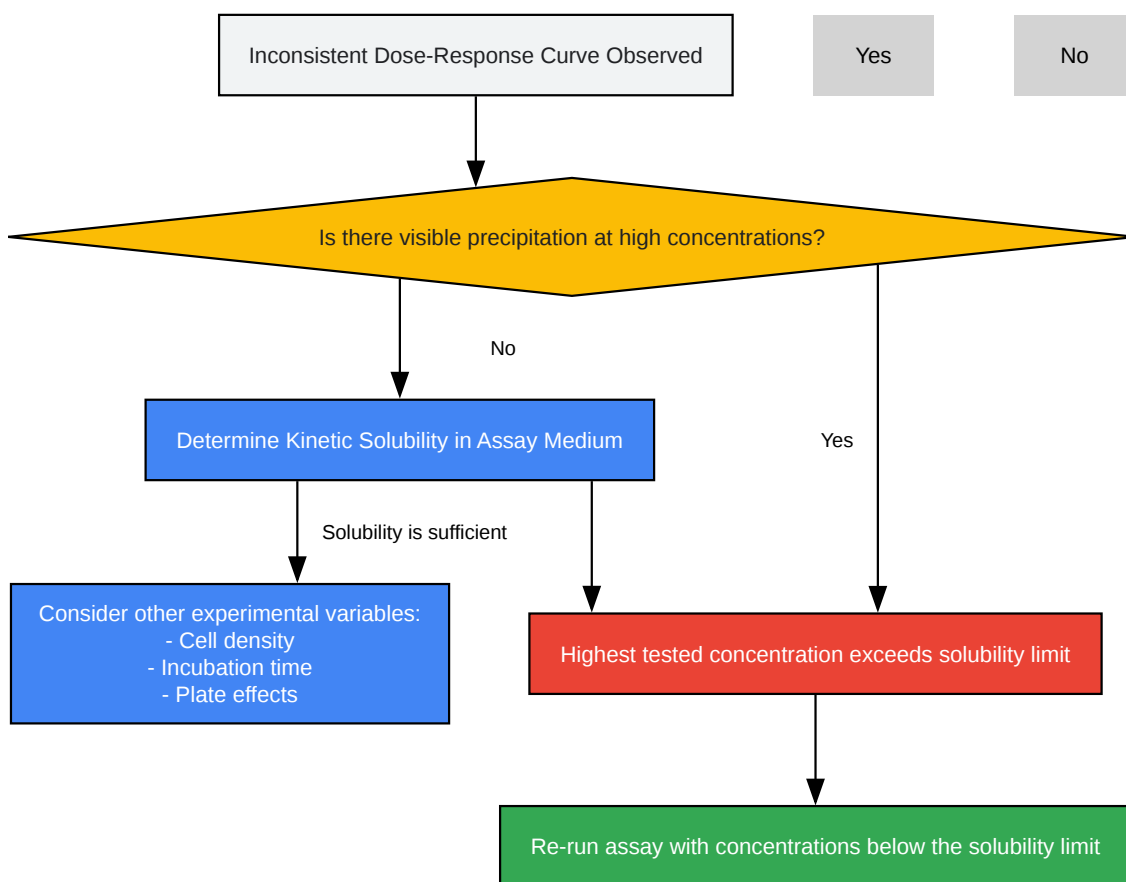 Inconsistent Dose-Response Curve Observed
Yes
No
Is there visible precipitation at high concentrations?
No
Determine Kinetic Solubility in Assay Medium
Yes
Solubility is sufficient
Consider other experimental variables:
- Cell density
- Incubation time
- Plate effects
Highest tested concentration exceeds solubility limit
Re-run assay with concentrations below the solubility limit